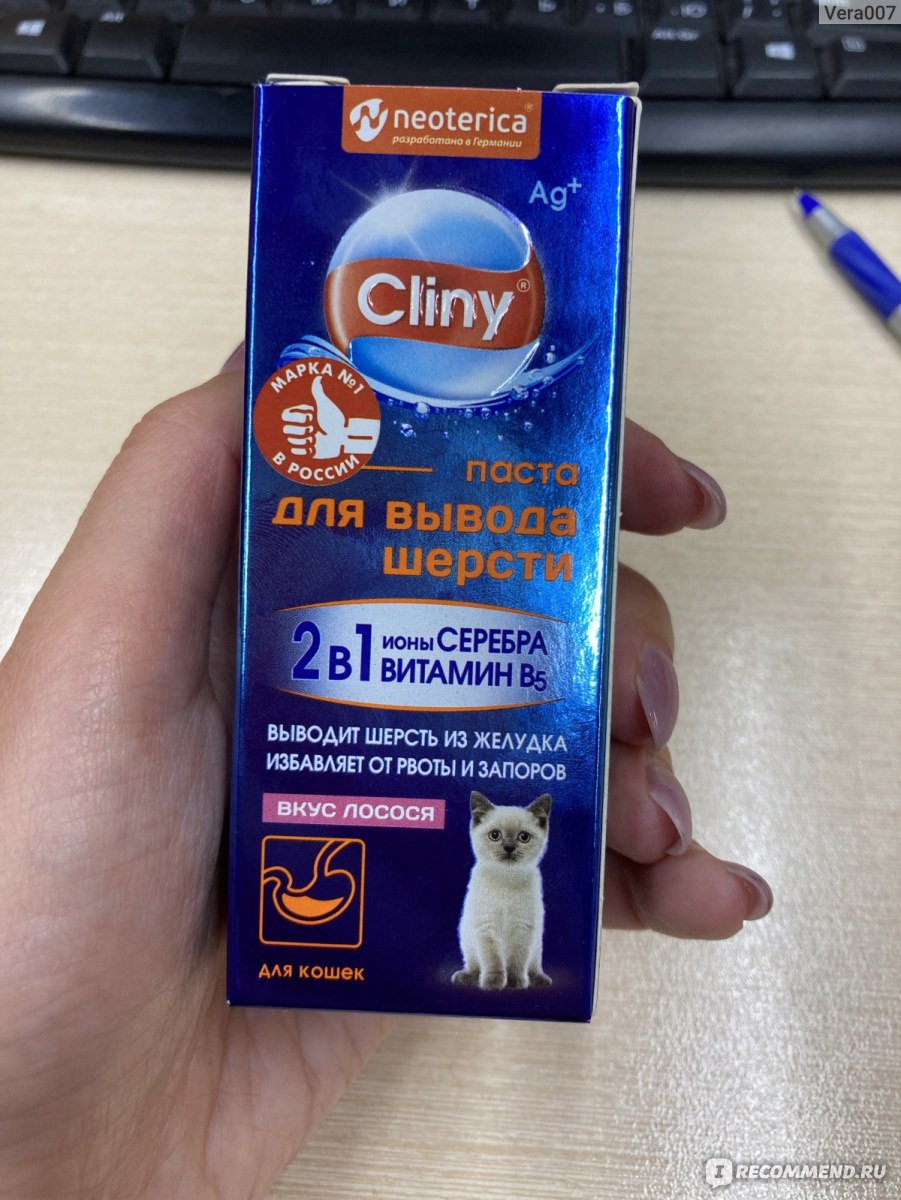 Vera007
neoterica®
разработано в Германии
Ag+
Cliny®
МАРКА №1
В РОССИИ
паста
для вывода
шерсти
2 в 1 ионы СЕРЕБРА
ВИТАМИН B5
ВЫВОДИТ ШЕРСТЬ ИЗ ЖЕЛУДКА
ИЗБАВЛЯЕТ ОТ РВОТЫ И ЗАПОРОВ
ВКУС ЛОСОСЯ
для кошек
IRECOMMEND.RU